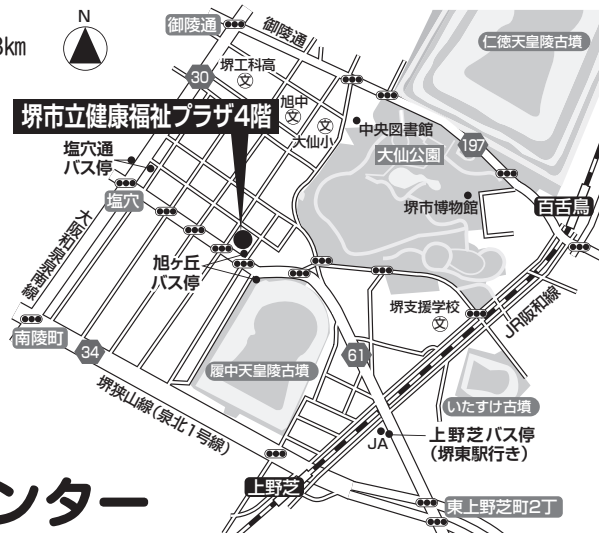 N
御陵通
御陵通
仁徳天皇陵古墳
km
30
堺工科高
文
旭中
文
堺市立健康福祉プラザ4階
文
大仙小
中央図書館
大仙公園
197
塩穴通
バス停
塩穴
堺市博物館
百舌鳥
大阪和泉泉南線
旭ヶ丘
バス停
堺支援学校
文
JR阪和線
南陵町
34
61
履中天皇陵古墳
いたすけ古墳
堺狭山線(泉北1号線)
JA
上野芝バス停
(堺東駅行き)
上野芝
ンター
東上野芝町2丁